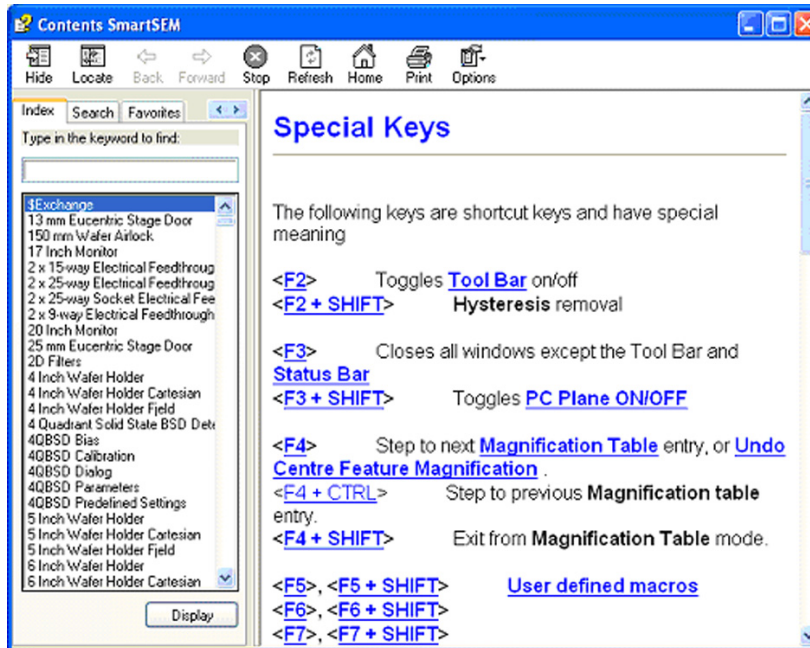 Contents SmartSEM
Hide Locate Back Forward Stop Refresh Home Print Options
Index Search Favorites
Type in the keyword to find:
$Exchange
13 mm Eucentric Stage Door
150 mm Wafer Airlock
17 Inch Monitor
2 x 15-way Electrical Feedthroug
2 x 25-way Electrical Feedthroug
2 x 25-way Socket Electrical Fee
2 x 9-way Electrical Feedthrough
20 Inch Monitor
25 mm Eucentric Stage Door
2D Filters
4 Inch Wafer Holder
4 Inch Wafer Holder Cartesian
4 Inch Wafer Holder Fjeld
4 Quadrant Solid State BSD Dete
4QBSD Bias
4QBSD Calibration
4QBSD Dialog
4QBSD Parameters
4QBSD Predefined Settings
5 Inch Wafer Holder
5 Inch Wafer Holder Cartesian
5 Inch Wafer Holder Fjeld
6 Inch Wafer Holder
6 Inch Wafer Holder Cartesian
Display
Special Keys
The following keys are shortcut keys and have special
meaning
<F2> Toggles Tool Bar on/off
<F2 + SHIFT> Hysteresis removal
<F3> Closes all windows except the Tool Bar and
Status Bar
<F3 + SHIFT> Toggles PC Plane ON/OFF
<F4> Step to next Magnification Table entry, or Undo
Centre Feature Magnification .
<F4 + CTRL> Step to previous Magnification table
entry.
<F4 + SHIFT> Exit from Magnification Table mode.
<F5>, <F5 + SHIFT> User defined macros
<F6>, <F6 + SHIFT>
<F7>, <F7 + SHIFT>